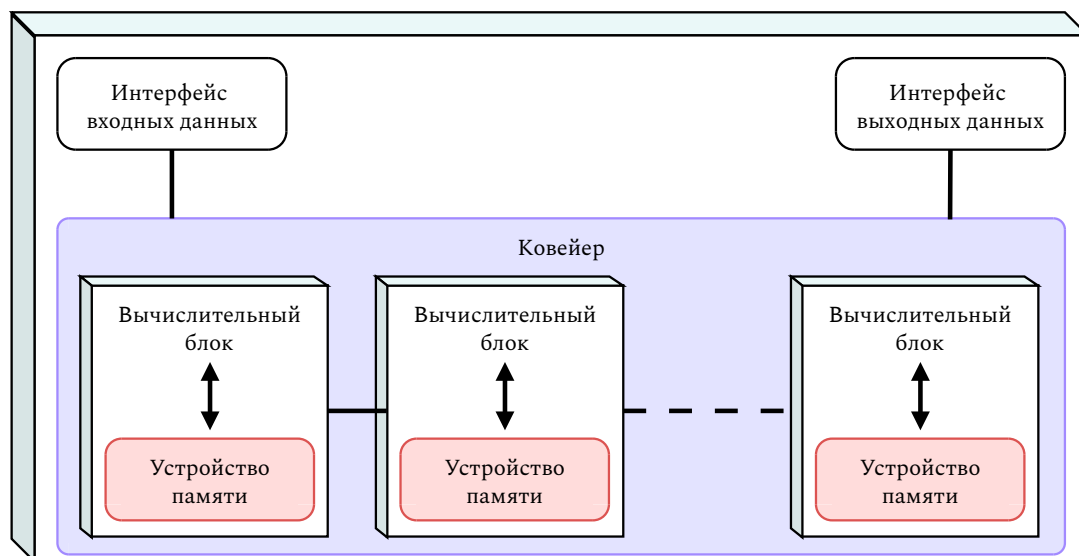 Интерфейс
входных данных
Интерфейс
выходных данных
Ковейер
Вычислительный
блок
Устройство
памяти
Вычислительный
блок
Устройство
памяти
Вычислительный
блок
Устройство
памяти